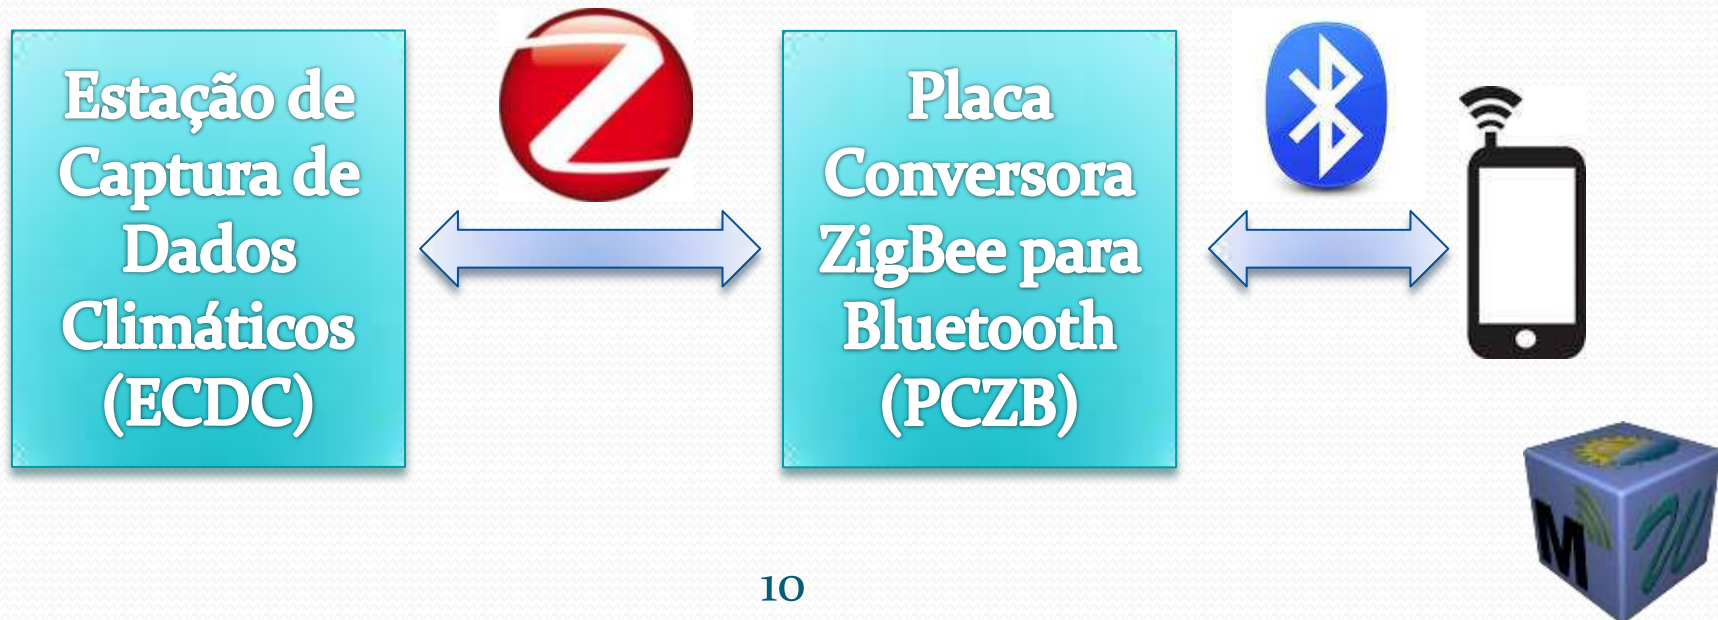 Estação de
Captura de
Dados
Climáticos
(ECDC)
Z
Placa
Conversora
ZigBee para
Bluetooth
(PCZB)
M
10